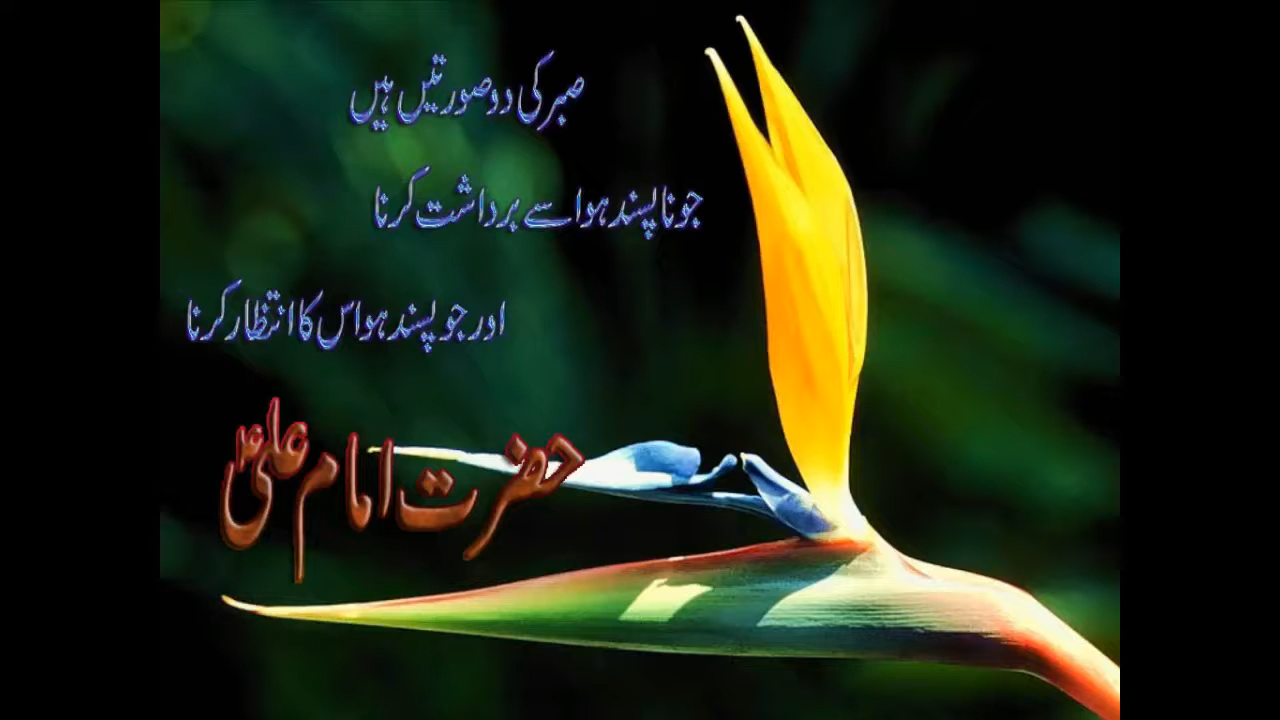 صبر کی دو صورتیں ہیں
جو نا پسند ہو اسے برداشت کرنا
اور جو پسند ہو اس کا انتظار کرنا
حضرت امام علیؑ